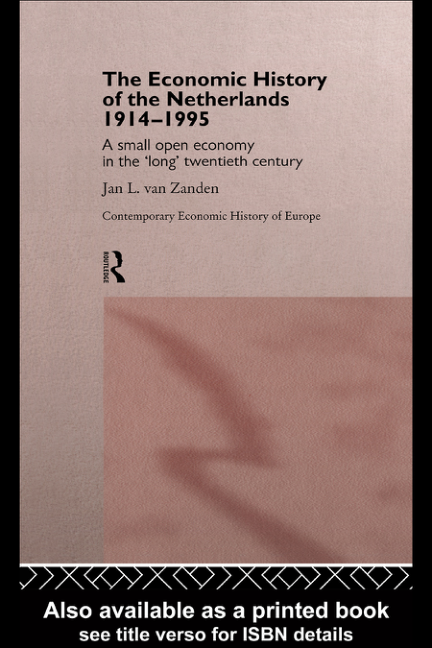 The Economic History
of the Netherlands
1914–1995
A small open economy
in the ‘long’ twentieth century
Jan L. van Zanden
Contemporary Economic History of Europe
ROUTLEDGE
Also available as a printed book
see title verso for ISBN details